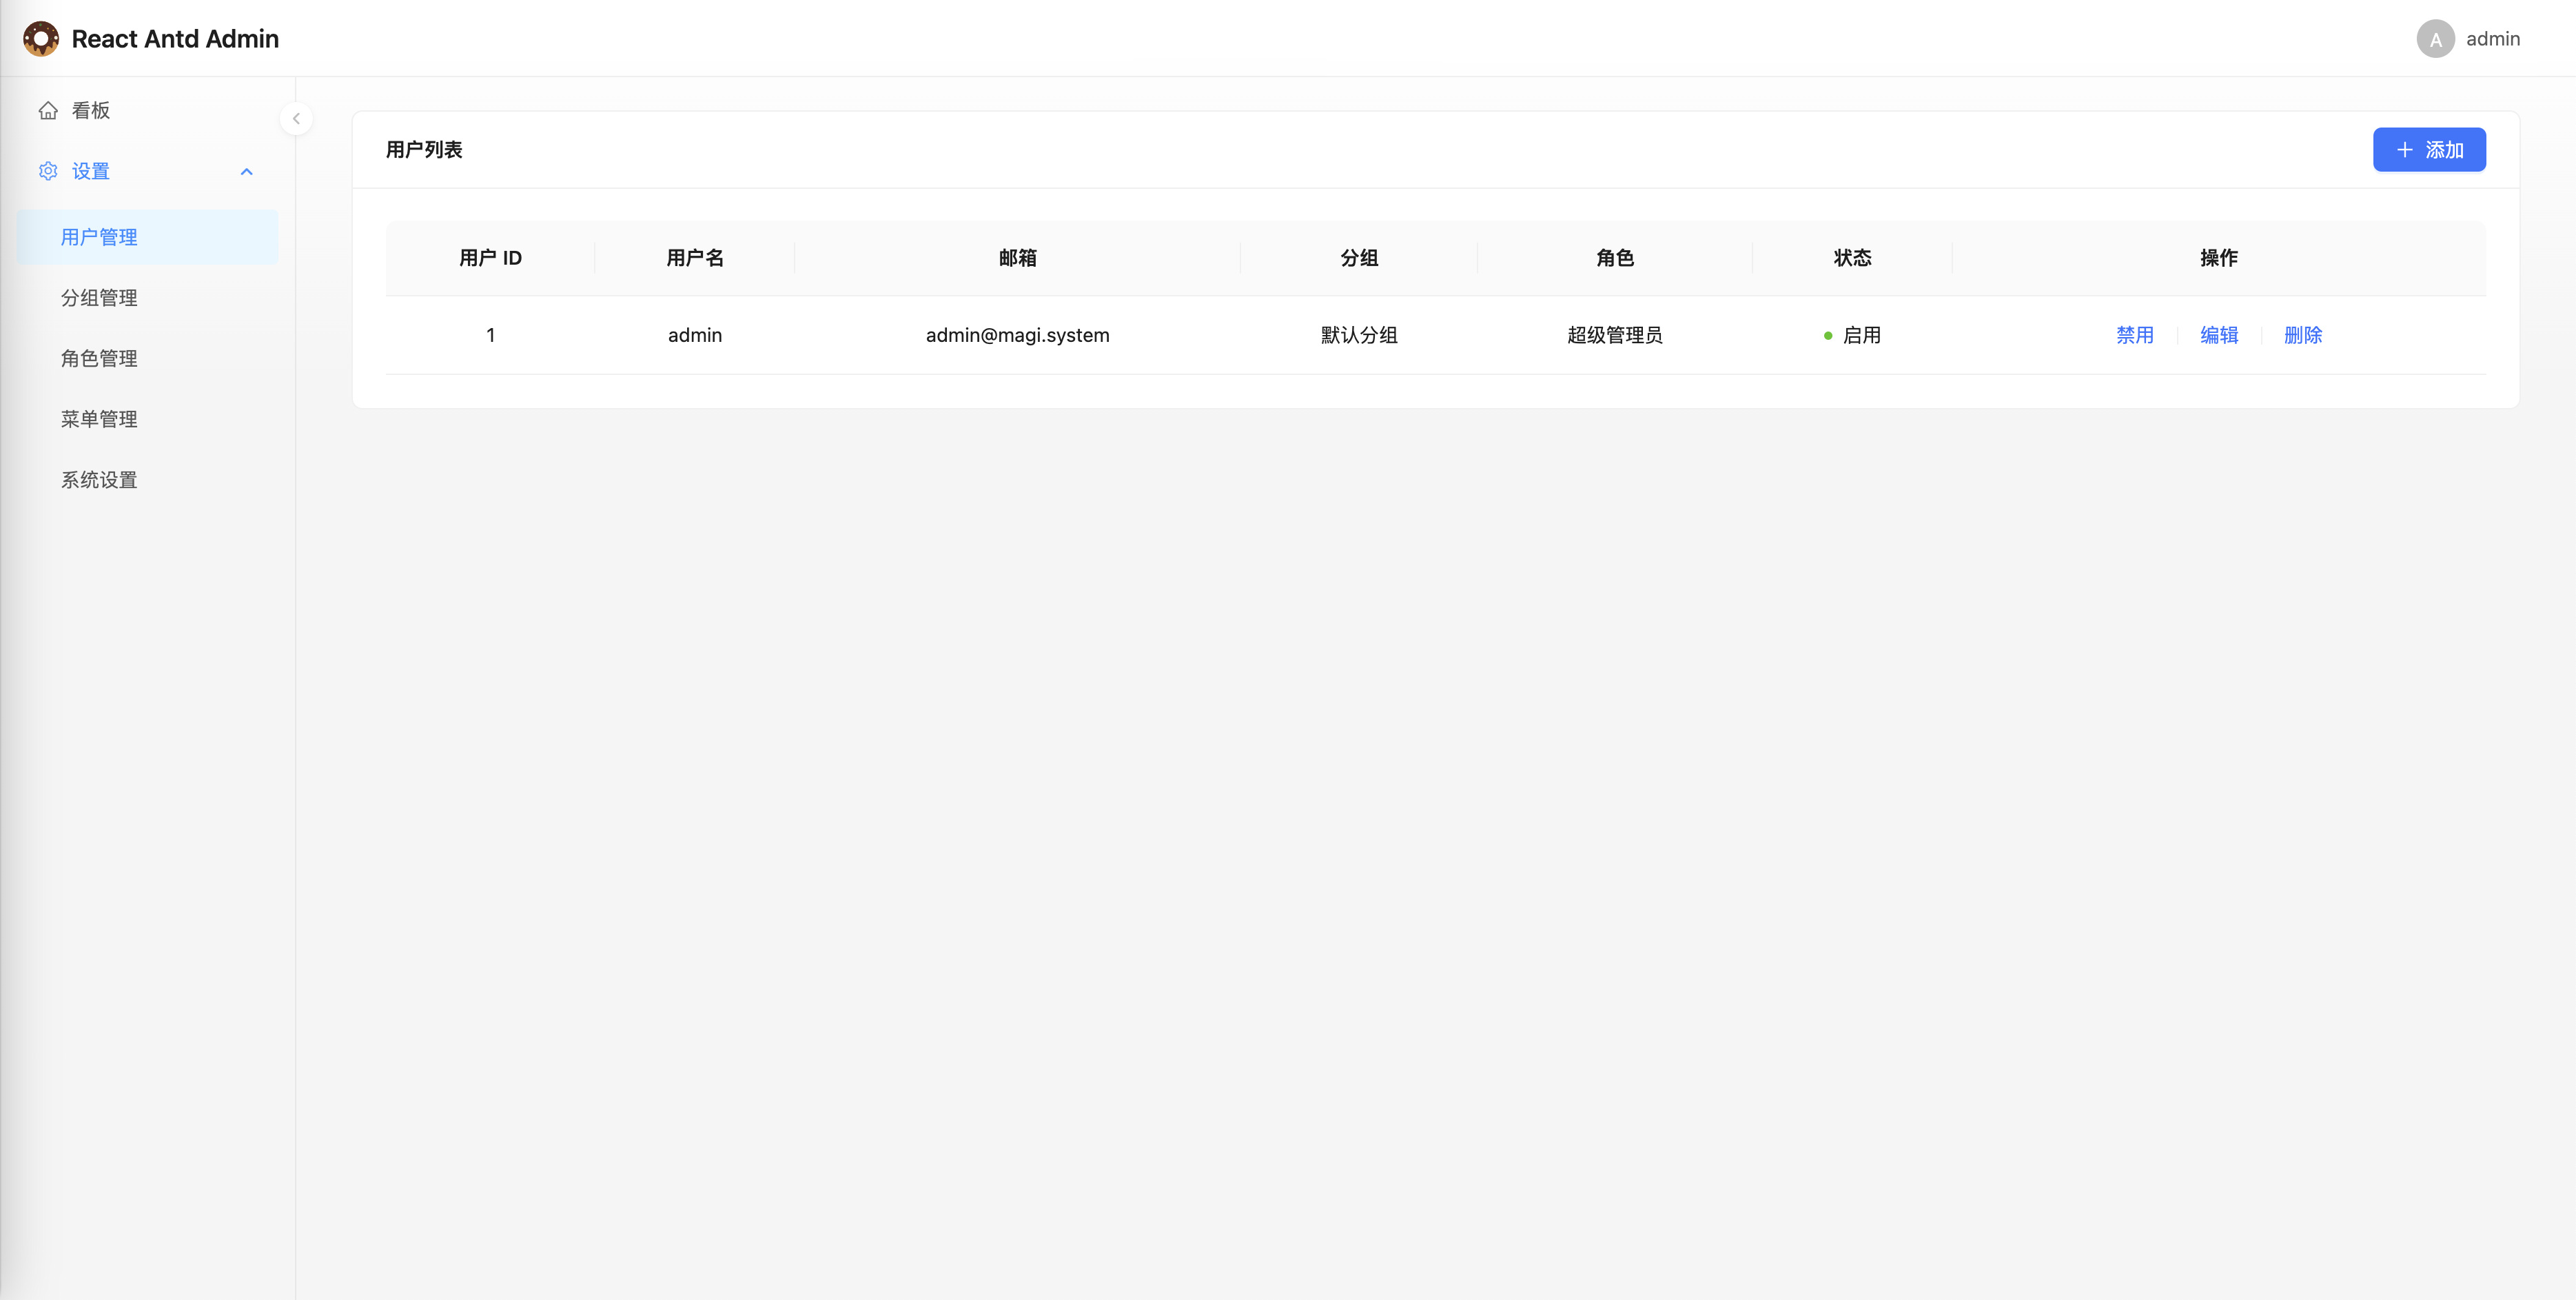 React Antd Admin
A admin
看板
设置
用户管理
分组管理
角色管理
菜单管理
系统设置
用户列表
添加
用户 ID 用户名 邮箱 分组 角色 状态 操作
1 admin admin@magi.system 默认分组 超级管理员 启用 禁用 编辑 删除